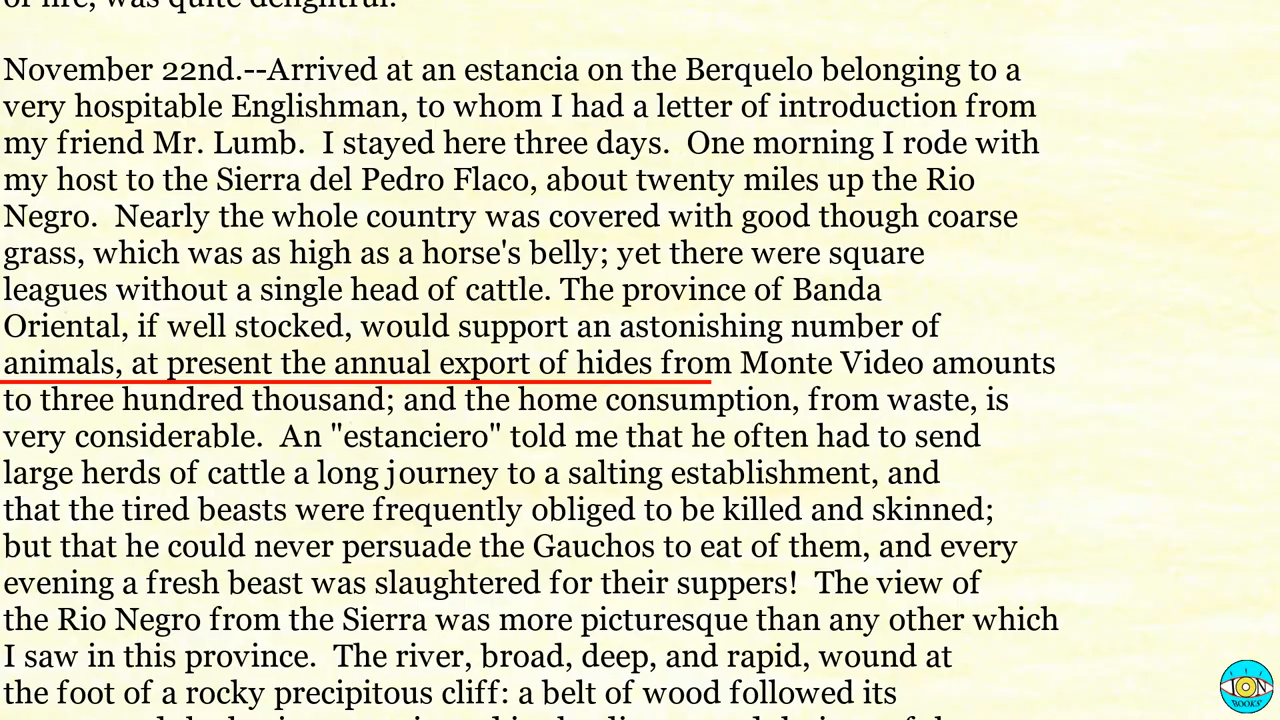 of life, was quite delightful.
November 22nd.--Arrived at an estancia on the Berquelo belonging to a
very hospitable Englishman, to whom I had a letter of introduction from
my friend Mr. Lumb.  I stayed here three days.  One morning I rode with
my host to the Sierra del Pedro Flaco, about twenty miles up the Rio
Negro.  Nearly the whole country was covered with good though coarse
grass, which was as high as a horse's belly; yet there were square
leagues without a single head of cattle. The province of Banda
Oriental, if well stocked, would support an astonishing number of
animals, at present the annual export of hides from Monte Video amounts
to three hundred thousand; and the home consumption, from waste, is
very considerable.  An "estanciero" told me that he often had to send
large herds of cattle a long journey to a salting establishment, and
that the tired beasts were frequently obliged to be killed and skinned;
but that he could never persuade the Gauchos to eat of them, and every
evening a fresh beast was slaughtered for their suppers!  The view of
the Rio Negro from the Sierra was more picturesque than any other which
I saw in this province.  The river, broad, deep, and rapid, wound at
the foot of a rocky precipitous cliff: a belt of wood followed its
ION
BOOKS